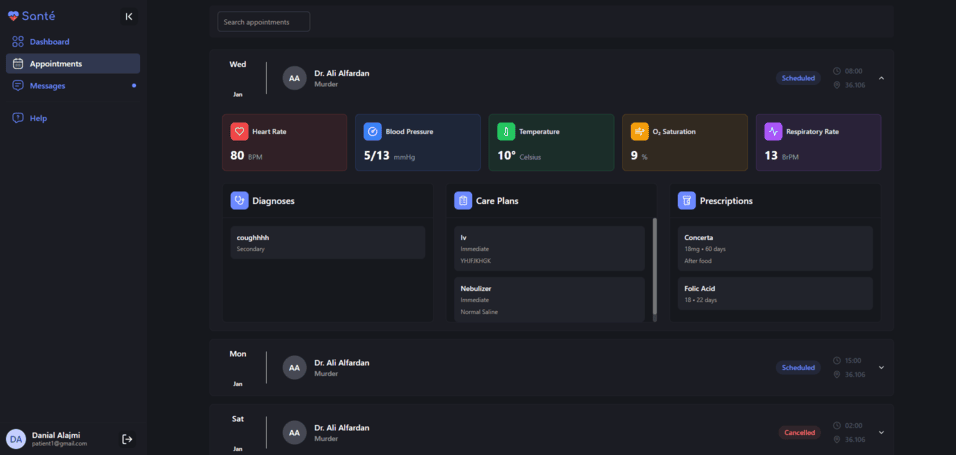 Santé
Dashboard
Appointments
Messages
Help
DA
Danial Alajmi
patient1@gmail.com
Search appointments
Wed
Jan
AA
Dr. Ali Alfardan
Murder
Scheduled
08:00
36.106
Heart Rate
80 BPM
Blood Pressure
5/13 mmHg
Temperature
10° Celsius
O₂ Saturation
9 %
Respiratory Rate
13 BrPM
Diagnoses
coughhhh
Secondary
Care Plans
Iv
Immediate
YHJFJKHGK
Nebulizer
Immediate
Normal Saline
Prescriptions
Concerta
18mg • 60 days
After food
Folic Acid
18 • 22 days
Mon
Jan
AA
Dr. Ali Alfardan
Murder
Scheduled
15:00
36.106
Sat
Jan
AA
Dr. Ali Alfardan
Murder
Cancelled
02:00
36.106